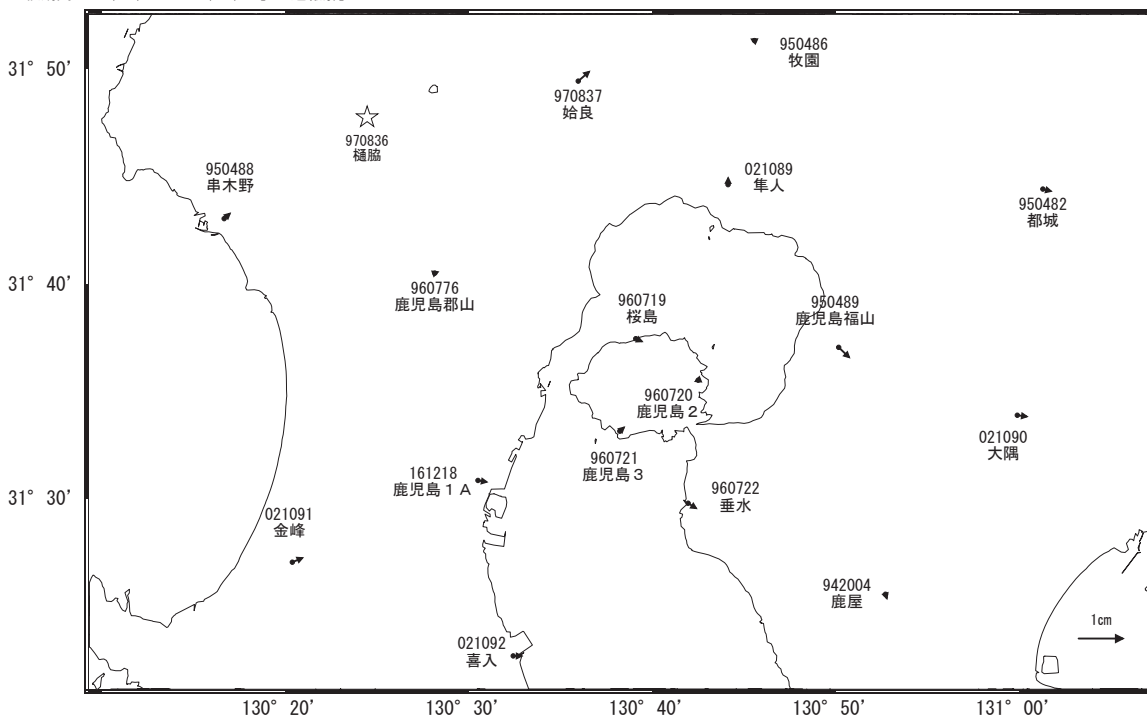 950486
牧園
31° 50'
970837
姶良
970836
樋脇
950488
串木野
021089
隼人
950482
都城
31° 40'
960776
鹿児島郡山
960719
桜島
950489
鹿児島福山
960720
鹿児島２
960721
鹿児島３
021090
大隅
161218
鹿児島１Ａ
31° 30'
960722
垂水
021091
金峰
942004
鹿屋
1cm
021092
喜入
130° 20'
130° 30'
130° 40'
130° 50'
131° 00'